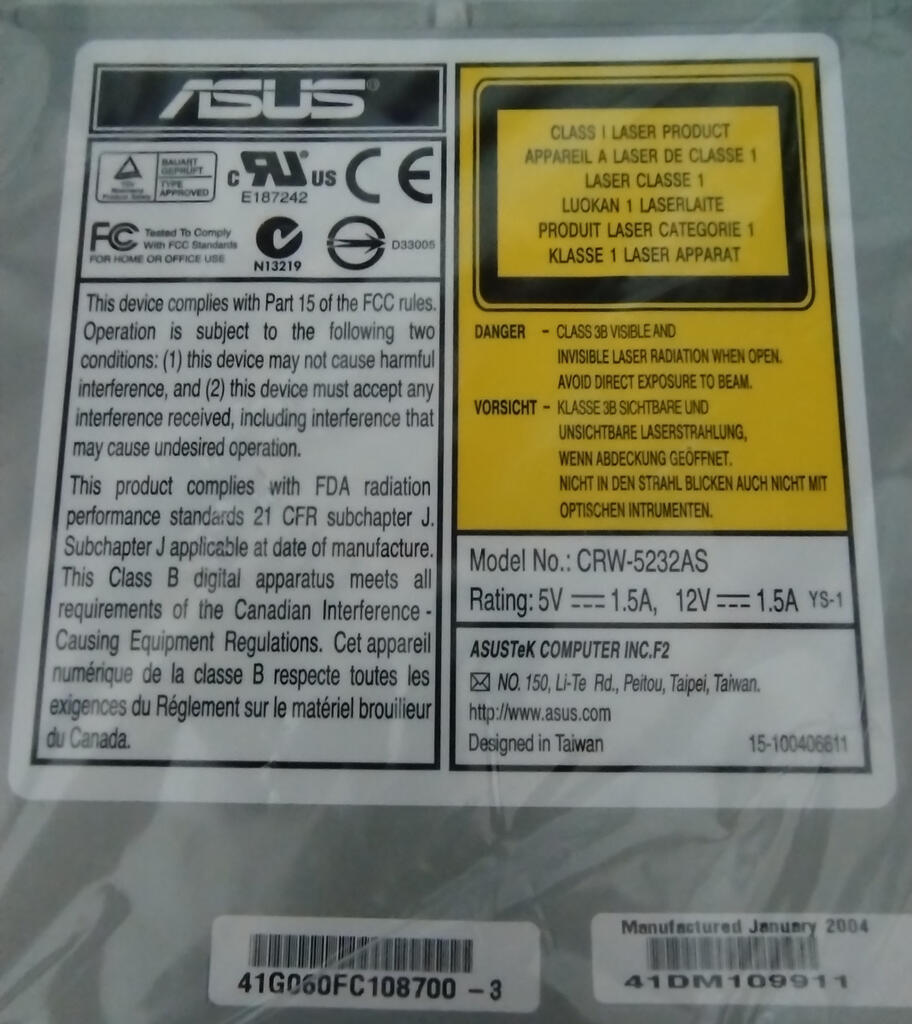 ASUS®
BAUART
GEPRÜFT
TYPE
APPROVED
Product Safety
c RU® US
E187242
CE
FC Tested To Comply
With FCC Standards
FOR HOME OR OFFICE USE
N13219
D33005
This device complies with Part 15 of the FCC rules.
Operation is subject to the following two
conditions: (1) this device may not cause harmful
interference, and (2) this device must accept any
interference received, including interference that
may cause undesired operation.
This product complies with FDA radiation
performance standards 21 CFR subchapter J.
Subchapter J applicable at date of manufacture.
This Class B digital apparatus meets all
requirements of the Canadian Interference -
Causing Equipment Regulations. Cet appareil
numérique de la classe B respecte toutes les
exigences du Réglement sur le matériel brouilieur
du Canada.
CLASS I LASER PRODUCT
APPAREIL A LASER DE CLASSE 1
LASER CLASSE 1
LUOKAN 1 LASERLAITE
PRODUIT LASER CATEGORIE 1
KLASSE 1 LASER APPARAT
DANGER - CLASS 3B VISIBLE AND
INVISIBLE LASER RADIATION WHEN OPEN.
AVOID DIRECT EXPOSURE TO BEAM.
VORSICHT - KLASSE 3B SICHTBARE UND
UNSICHTBARE LASERSTRAHLUNG,
WENN ABDECKUNG GEÖFFNET.
NICHT IN DEN STRAHL BLICKEN AUCH NICHT MIT
OPTISCHEN INTRUMENTEN.
Model No.: CRW-5232AS
Rating: 5V 1.5A, 12V 1.5A YS-1
ASUSTeK COMPUTER INC.F2
NO. 150, Li-Te Rd., Peitou, Taipei, Taiwan.
http://www.asus.com
Designed in Taiwan 15-100406611
41G060FC108700 -3
Manufactured January 2004
41DM109911